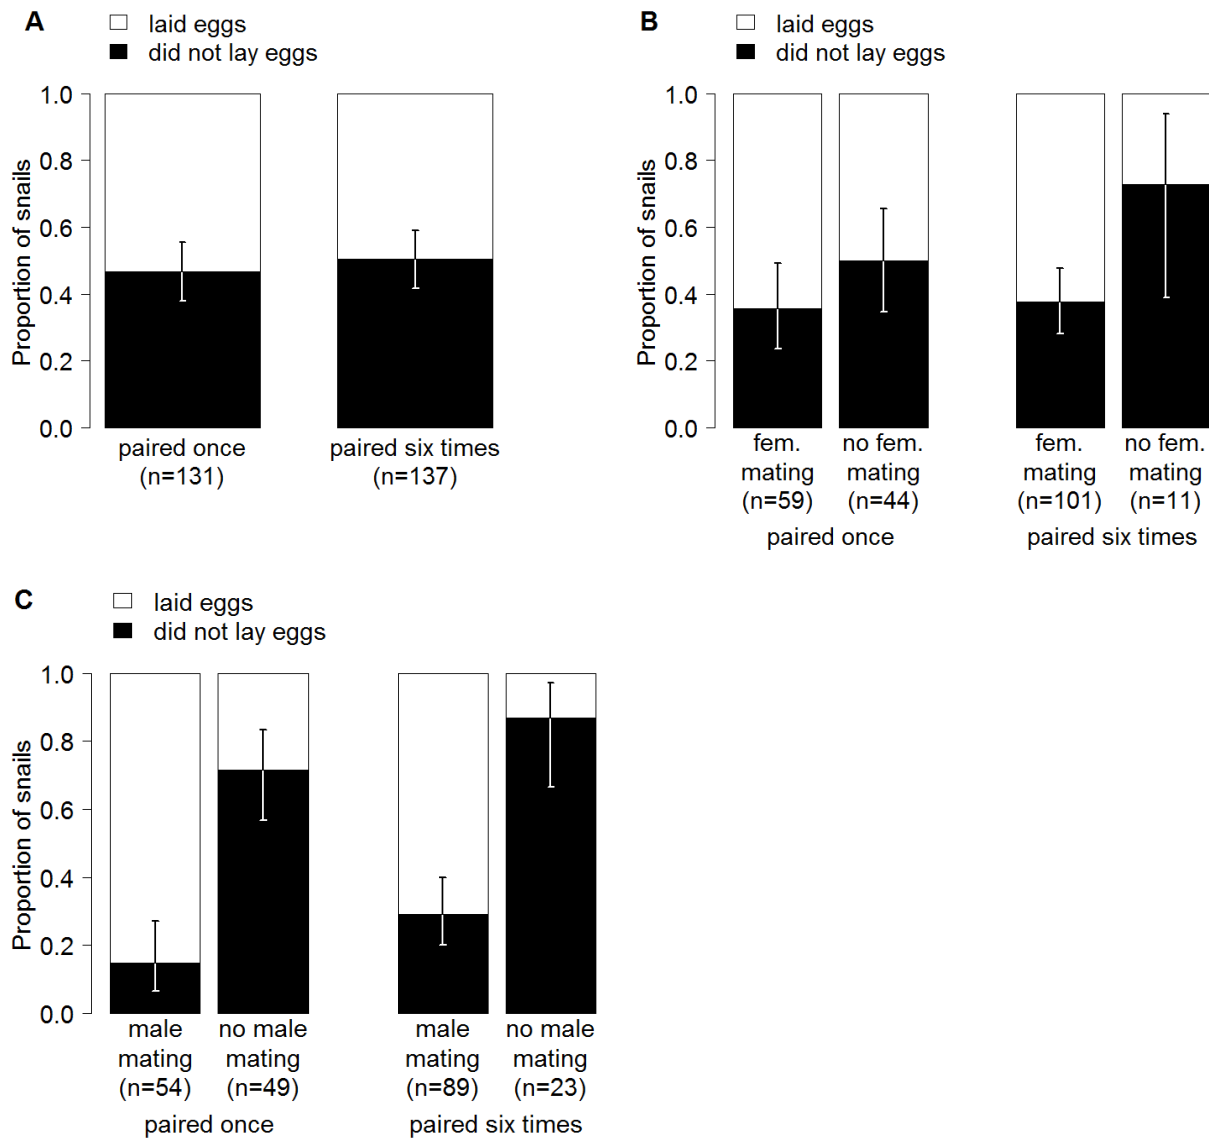 A
laid eggs
did not lay eggs
Proportion of snails
1.0
0.8
0.6
0.4
0.2
0.0
paired once
(n=131)
paired six times
(n=137)
B
laid eggs
did not lay eggs
Proportion of snails
1.0
0.8
0.6
0.4
0.2
0.0
fem.
mating
(n=59)
no fem.
mating
(n=44)
fem.
mating
(n=101)
no fem.
mating
(n=11)
paired once
paired six times
C
laid eggs
did not lay eggs
Proportion of snails
1.0
0.8
0.6
0.4
0.2
0.0
male
mating
(n=54)
no male
mating
(n=49)
male
mating
(n=89)
no male
mating
(n=23)
paired once
paired six times